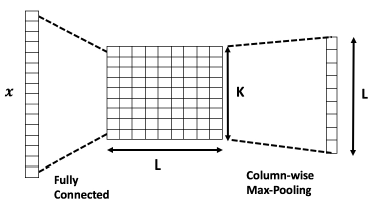 x
K
L
L
Fully
Connected
Column-wise
Max-Pooling